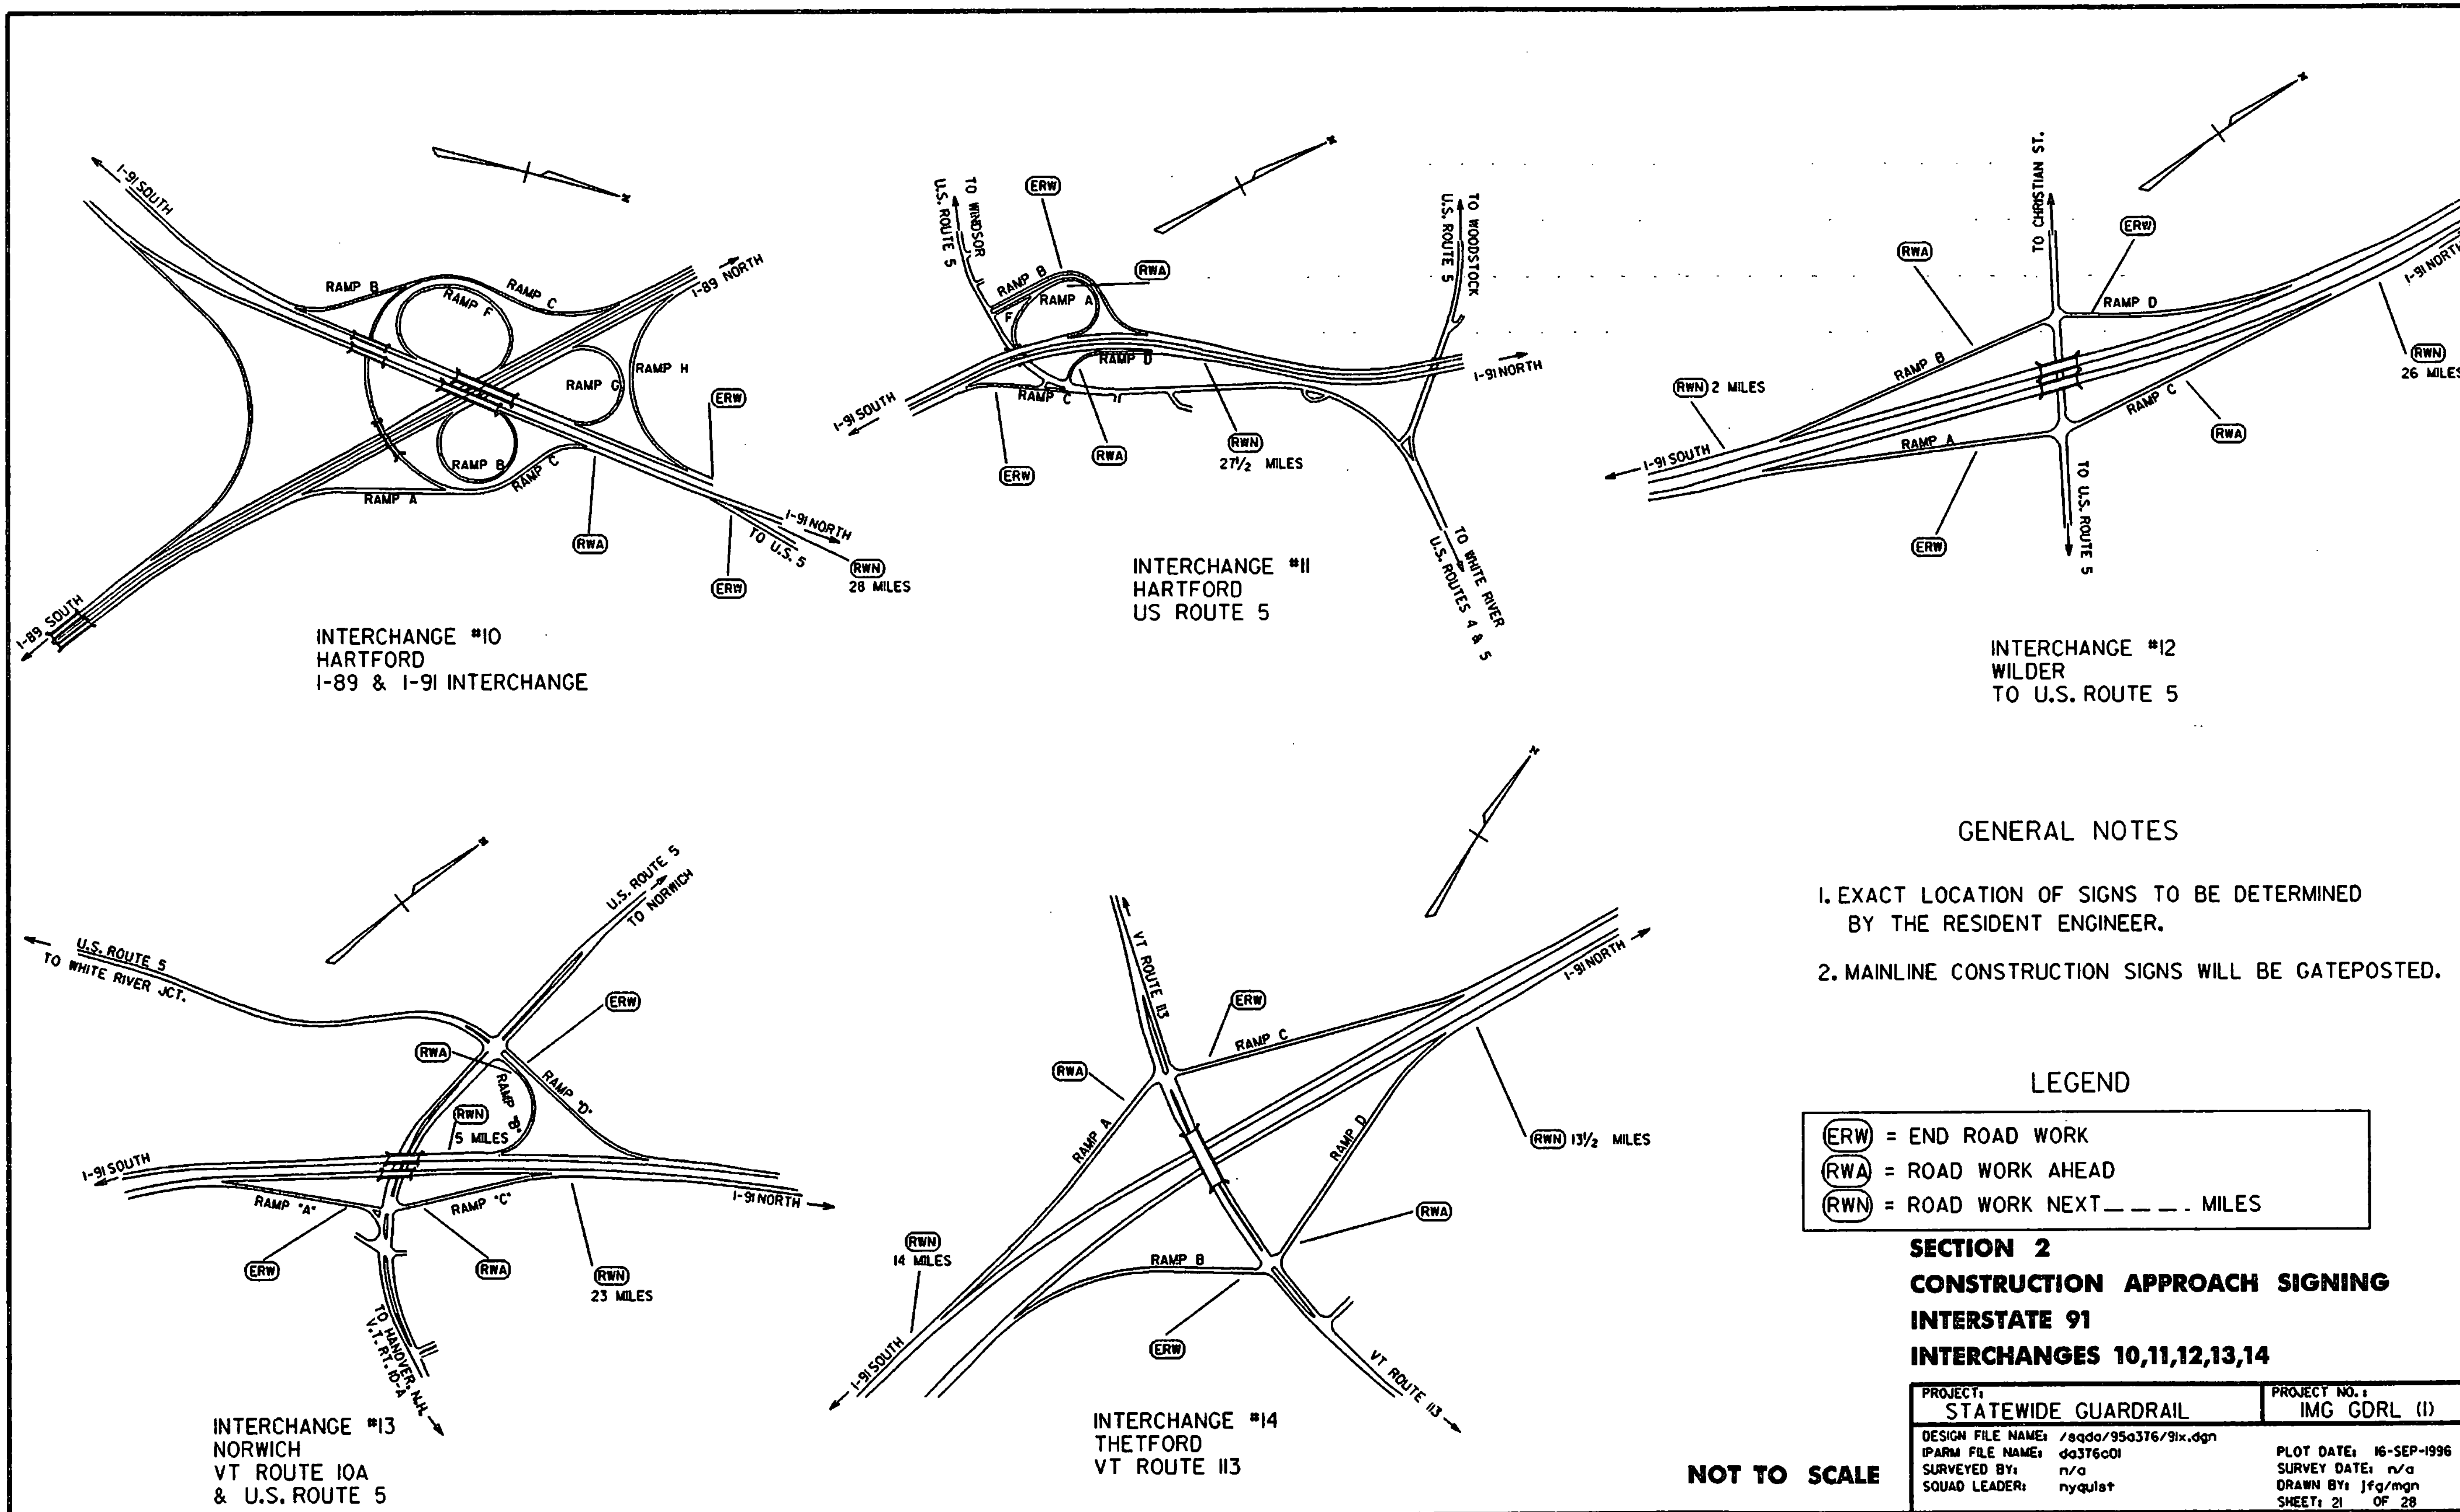 I-91 SOUTH
RAMP B
RAMP F
RAMP C
I-89 NORTH
RAMP G
RAMP H
ERW
RAMP B
RAMP C
RAMP A
RWA
I-91 NORTH
TO U.S. 5
ERW
RWN
28 MILES
I-89 SOUTH
N
INTERCHANGE #10
HARTFORD
I-89 & I-91 INTERCHANGE
TO WINDSOR
U.S. ROUTE 5
ERW
N
RAMP B
RWA
RAMP A
F
RAMP D
TO WOODSTOCK
U.S. ROUTE 5
I-91 NORTH
I-91 SOUTH
RAMP C
ERW
RWA
RWN
27 1/2 MILES
TO WHITE RIVER
U.S. ROUTES 4 & 5
INTERCHANGE #11
HARTFORD
US ROUTE 5
TO CHRISTIAN ST.
N
RWA
ERW
RAMP D
I-91 NORTH
RWN
26 MILES
RAMP B
RWN 2 MILES
RAMP C
RWA
I-91 SOUTH
RAMP A
ERW
TO U.S. ROUTE 5
INTERCHANGE #12
WILDER
TO U.S. ROUTE 5
N
U.S. ROUTE 5
TO NORWICH
U.S. ROUTE 5
TO WHITE RIVER JCT.
ERW
RWA
RAMP "B"
RAMP "D"
RWN
5 MILES
I-91 SOUTH
I-91 NORTH
RAMP "A"
RAMP "C"
ERW
RWA
RWN
23 MILES
TO HANOVER, N.H.
V.T. RT. 10-A
INTERCHANGE #13
NORWICH
VT ROUTE 10A
& U.S. ROUTE 5
N
VT ROUTE 113
I-91 NORTH
ERW
RAMP C
RWA
RAMP A
RAMP D
RWN 13 1/2 MILES
RWA
RWN
14 MILES
RAMP B
ERW
I-91 SOUTH
VT ROUTE 113
INTERCHANGE #14
THETFORD
VT ROUTE 113
GENERAL NOTES
1. EXACT LOCATION OF SIGNS TO BE DETERMINED
BY THE RESIDENT ENGINEER.
2. MAINLINE CONSTRUCTION SIGNS WILL BE GATEPOSTED.
LEGEND
ERW = END ROAD WORK
RWA = ROAD WORK AHEAD
RWN = ROAD WORK NEXT____ MILES
SECTION 2
CONSTRUCTION APPROACH SIGNING
INTERSTATE 91
INTERCHANGES 10,11,12,13,14
NOT TO SCALE
PROJECT: STATEWIDE GUARDRAIL
PROJECT NO.: IMG GDRL (1)
DESIGN FILE NAME: /sqda/95a376/91x.dgn
IPARM FILE NAME: da376c01
PLOT DATE: 16-SEP-1996
SURVEYED BY: n/a
SURVEY DATE: n/a
SQUAD LEADER: nyquist
DRAWN BY: jfg/mgn
SHEET: 21 OF 28